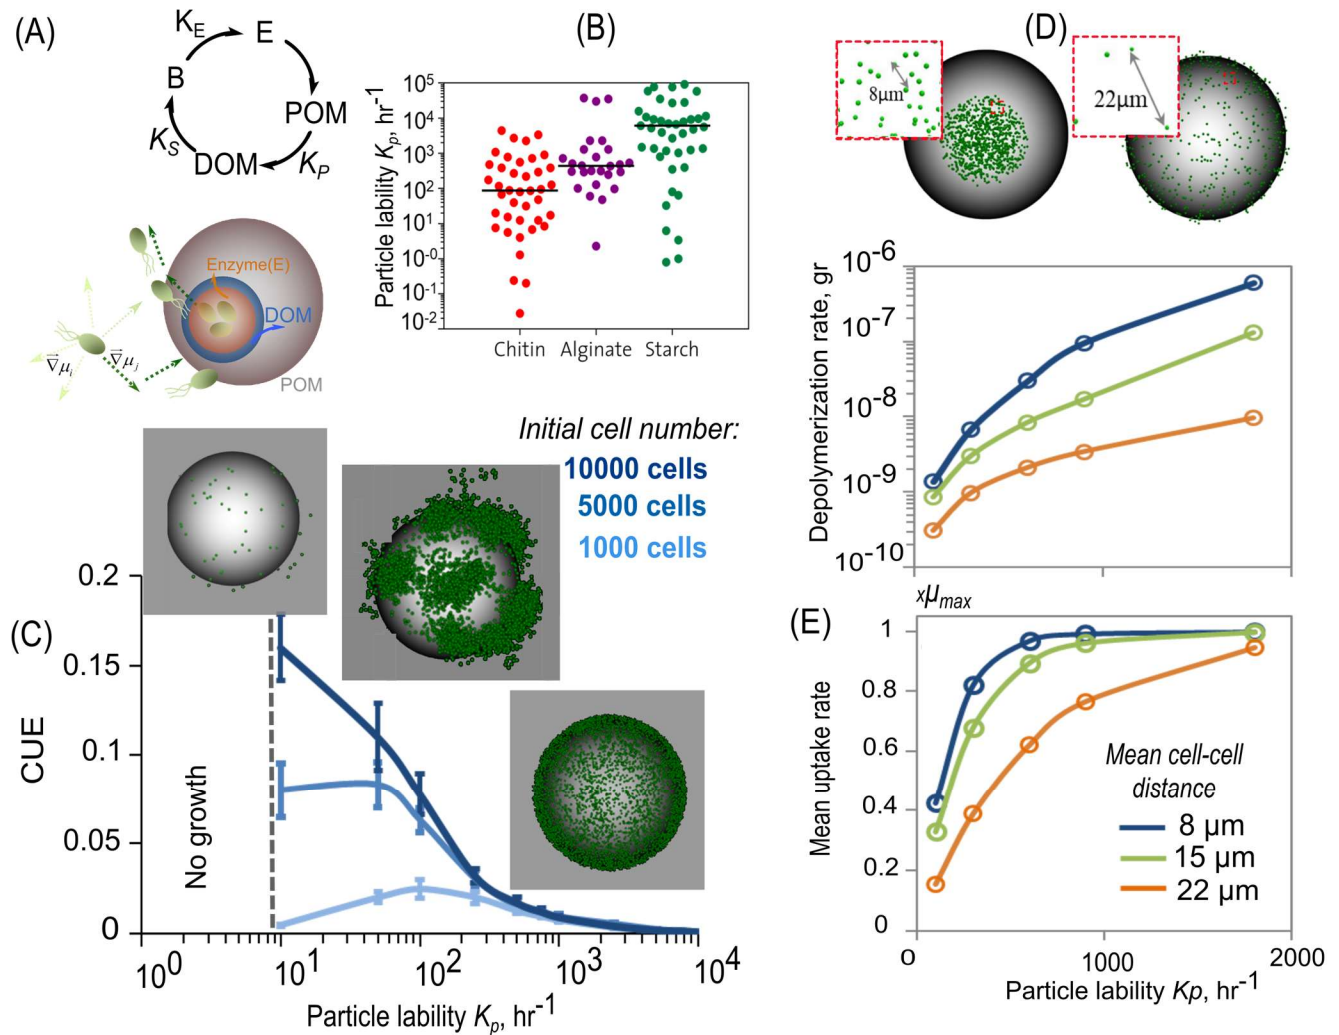 (A)
K_E
E
B
POM
K_S
DOM
K_P
Enzyme(E)
DOM
∇μ_i
∇μ_j
POM
(B)
Particle lability K_p, hr^-1
10^5
10^4
10^3
10^2
10^1
10^-0
10^-1
10^-2
Chitin Alginate Starch
(D)
8μm
22μm
Depolymerization rate, gr
10^-6
10^-7
10^-8
10^-9
10^-10
Initial cell number:
10000 cells
5000 cells
1000 cells
(C)
CUE
0.2
0.15
0.1
0.05
0
No growth
10^0 10^1 10^2 10^3 10^4
Particle lability K_p, hr^-1
(E)
xμ_max
Mean uptake rate
1
0.8
0.6
0.4
0.2
0
Mean cell-cell
distance
8 μm
15 μm
22 μm
0 1000 2000
Particle lability Kp, hr^-1